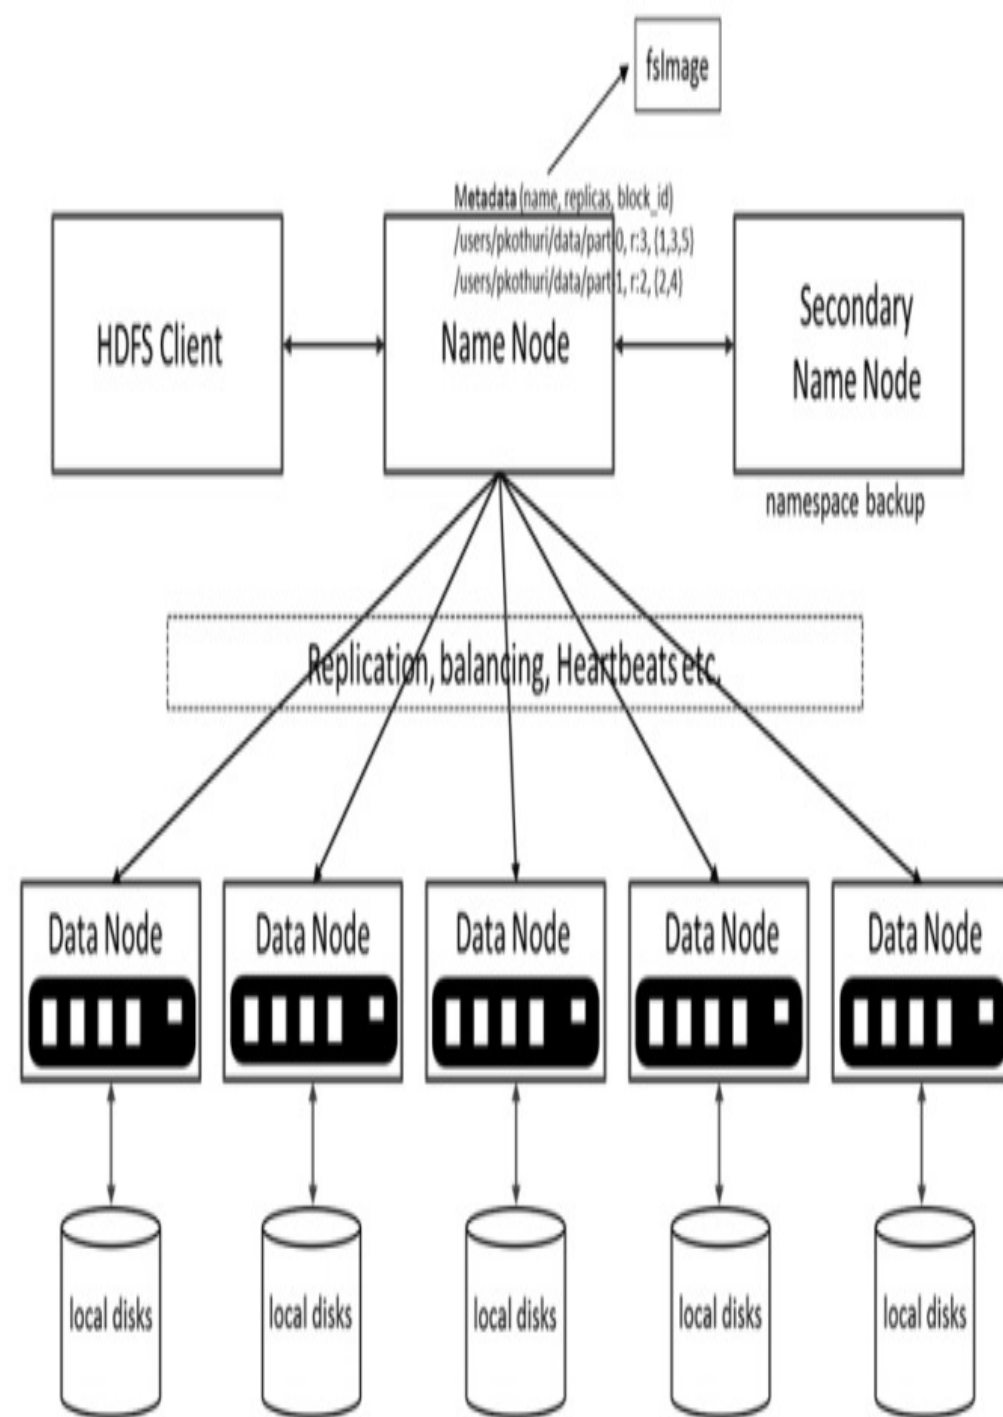 fsImage
Metadata (name, replicas, block_id)
/users/pkothuri/data/part-0, r:3, {1,3,5}
/users/pkothuri/data/part-1, r:2, {2,4}
HDFS Client
Name Node
Secondary
Name Node
namespace backup
Replication, balancing, Heartbeats etc.
Data Node
Data Node
Data Node
Data Node
Data Node
local disks
local disks
local disks
local disks
local disks